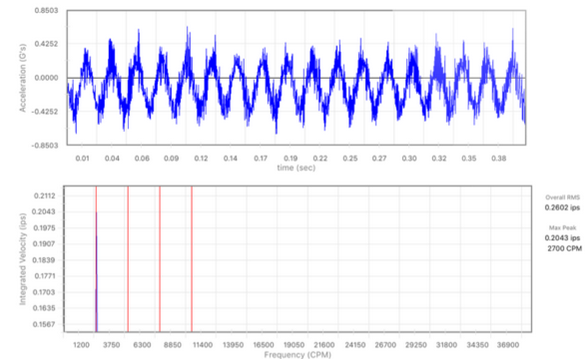 0.8503
0.4252
0.0000
-0.4252
-0.8503
Acceleration (G's)
0.01 0.04 0.06 0.09 0.12 0.14 0.17 0.19 0.22 0.25 0.27 0.30 0.32 0.35 0.38
time (sec)
0.2112
0.2043
0.1975
0.1907
0.1839
0.1771
0.1703
0.1635
0.1567
Integrated Velocity (ips)
1200 3750 6300 8850 11400 13950 16500 19050 21600 24150 26700 29250 31800 34350 36900
Frequency (CPM)
Overall RMS
0.2602 ips
Max Peak
0.2043 ips
2700 CPM